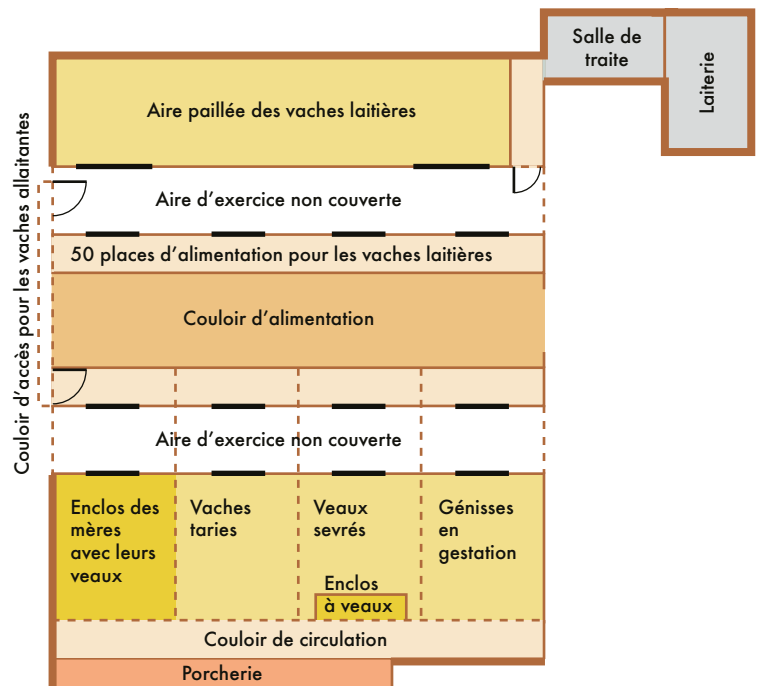 Salle de
traite
Laiterie
Aire paillée des vaches laitières
Couloir d’accès pour les vaches allaitantes
Aire d’exercice non couverte
50 places d’alimentation pour les vaches laitières
Couloir d’alimentation
Aire d’exercice non couverte
Enclos des
mères
avec leurs
veaux
Vaches
taries
Veaux
sevrés
Enclos
à veaux
Génisses
en
gestation
Couloir de circulation
Porcherie